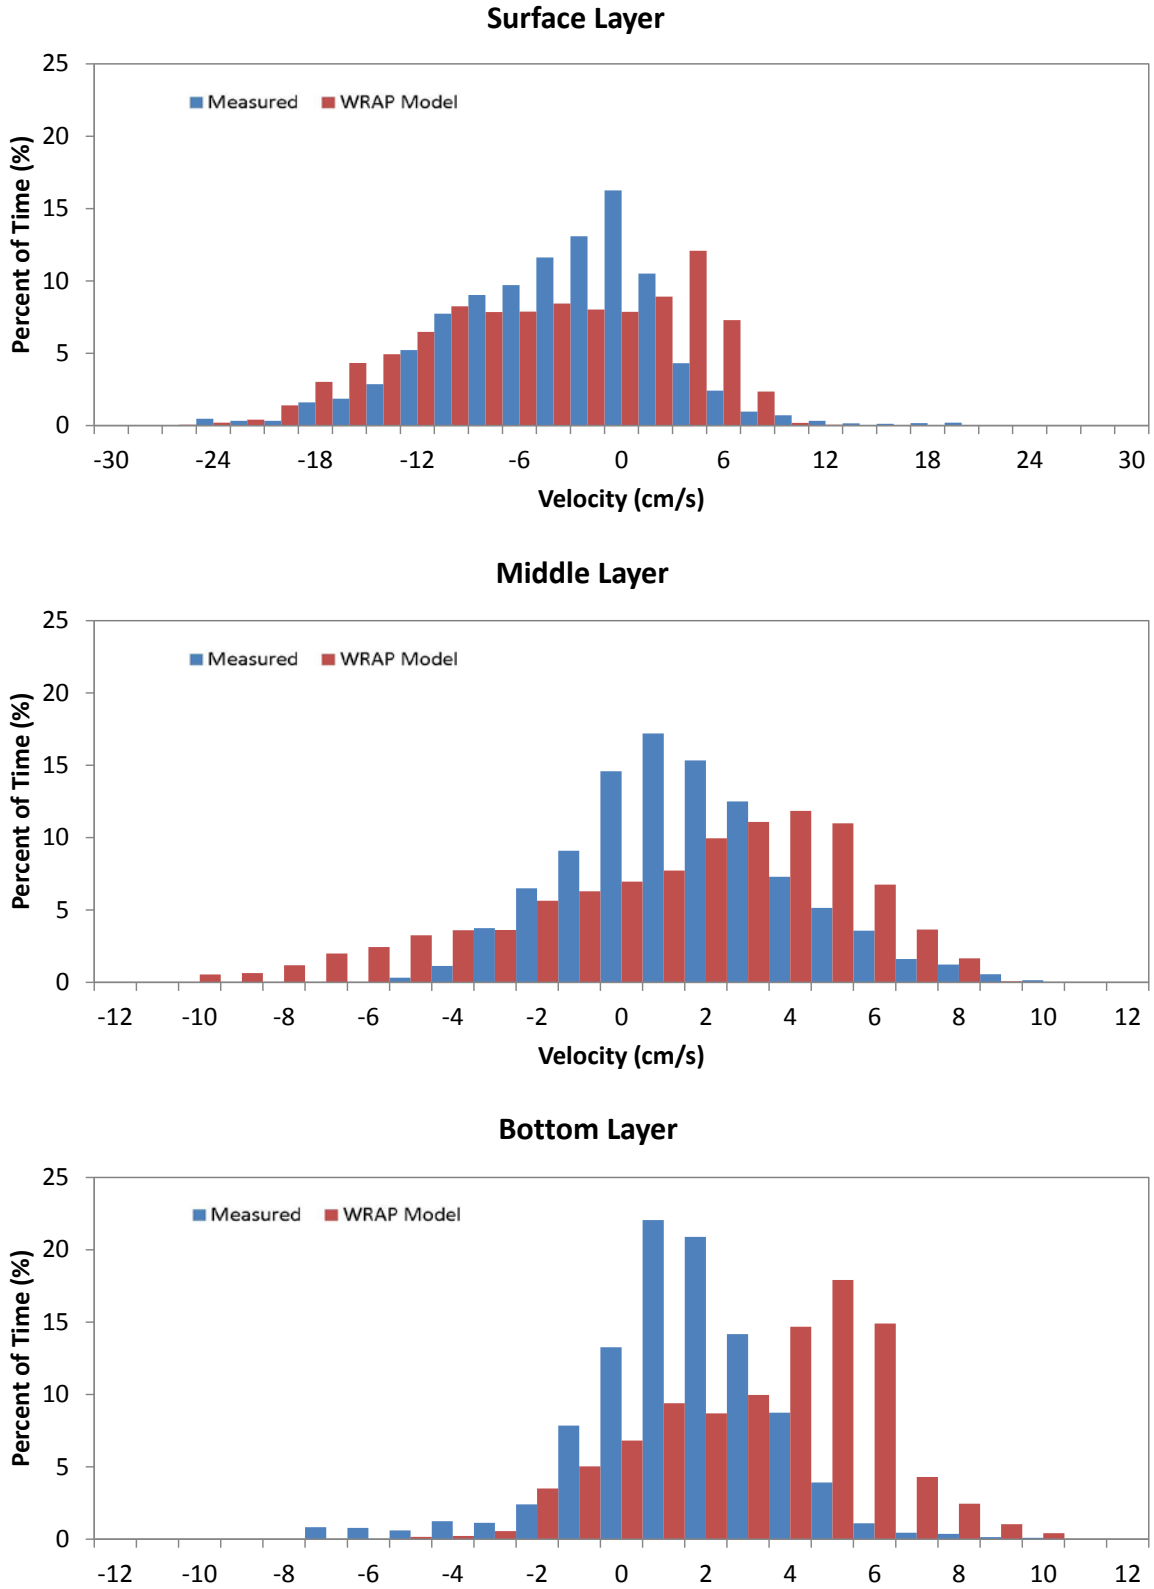 Surface Layer
25
20
15
10
5
0
Percent of Time (%)
Measured WRAP Model
-30 -24 -18 -12 -6 0 6 12 18 24 30
Velocity (cm/s)
Middle Layer
25
20
15
10
5
0
Percent of Time (%)
Measured WRAP Model
-12 -10 -8 -6 -4 -2 0 2 4 6 8 10 12
Velocity (cm/s)
Bottom Layer
25
20
15
10
5
0
Percent of Time (%)
Measured WRAP Model
-12 -10 -8 -6 -4 -2 0 2 4 6 8 10 12